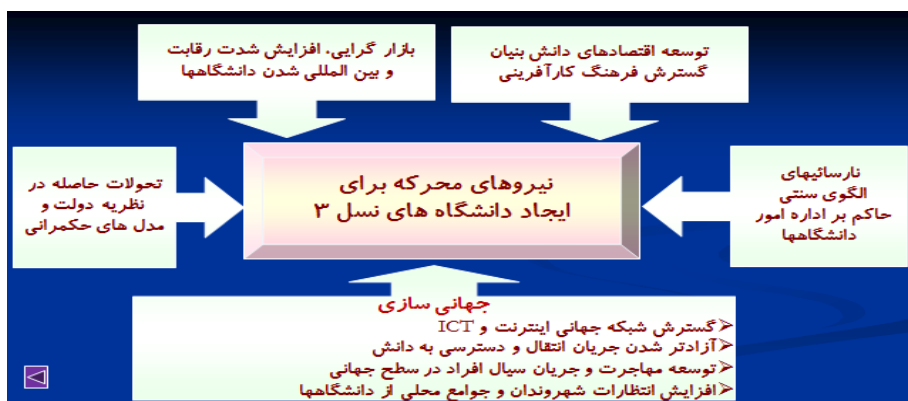 توسعه اقتصادهای دانش بنیان
گسترش فرهنگ کارآفرینی
بازار گرایی، افزایش شدت رقابت
و بین المللی شدن دانشگاهها
نارسائیهای
الگوی سنتی
حاکم بر اداره امور
دانشگاهها
نیروهای محرکه برای
ایجاد دانشگاه های نسل ۳
تحولات حاصله در
نظریه دولت و
مدل های حکمرانی
جهانی سازی
گسترش شبکه جهانی اینترنت و ICT
آزادتر شدن جریان انتقال و دسترسی به دانش
توسعه مهاجرت و جریان سیال افراد در سطح جهانی
افزایش انتظارات شهروندان و جوامع محلی از دانشگاهها